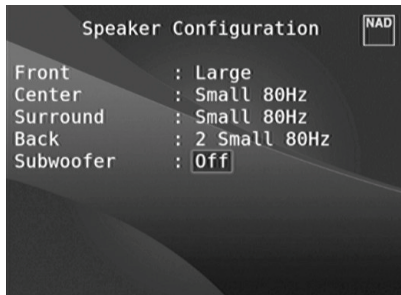 Speaker Configuration
NAD
Front : Large
Center : Small 80Hz
Surround : Small 80Hz
Back : 2 Small 80Hz
Subwoofer : Off